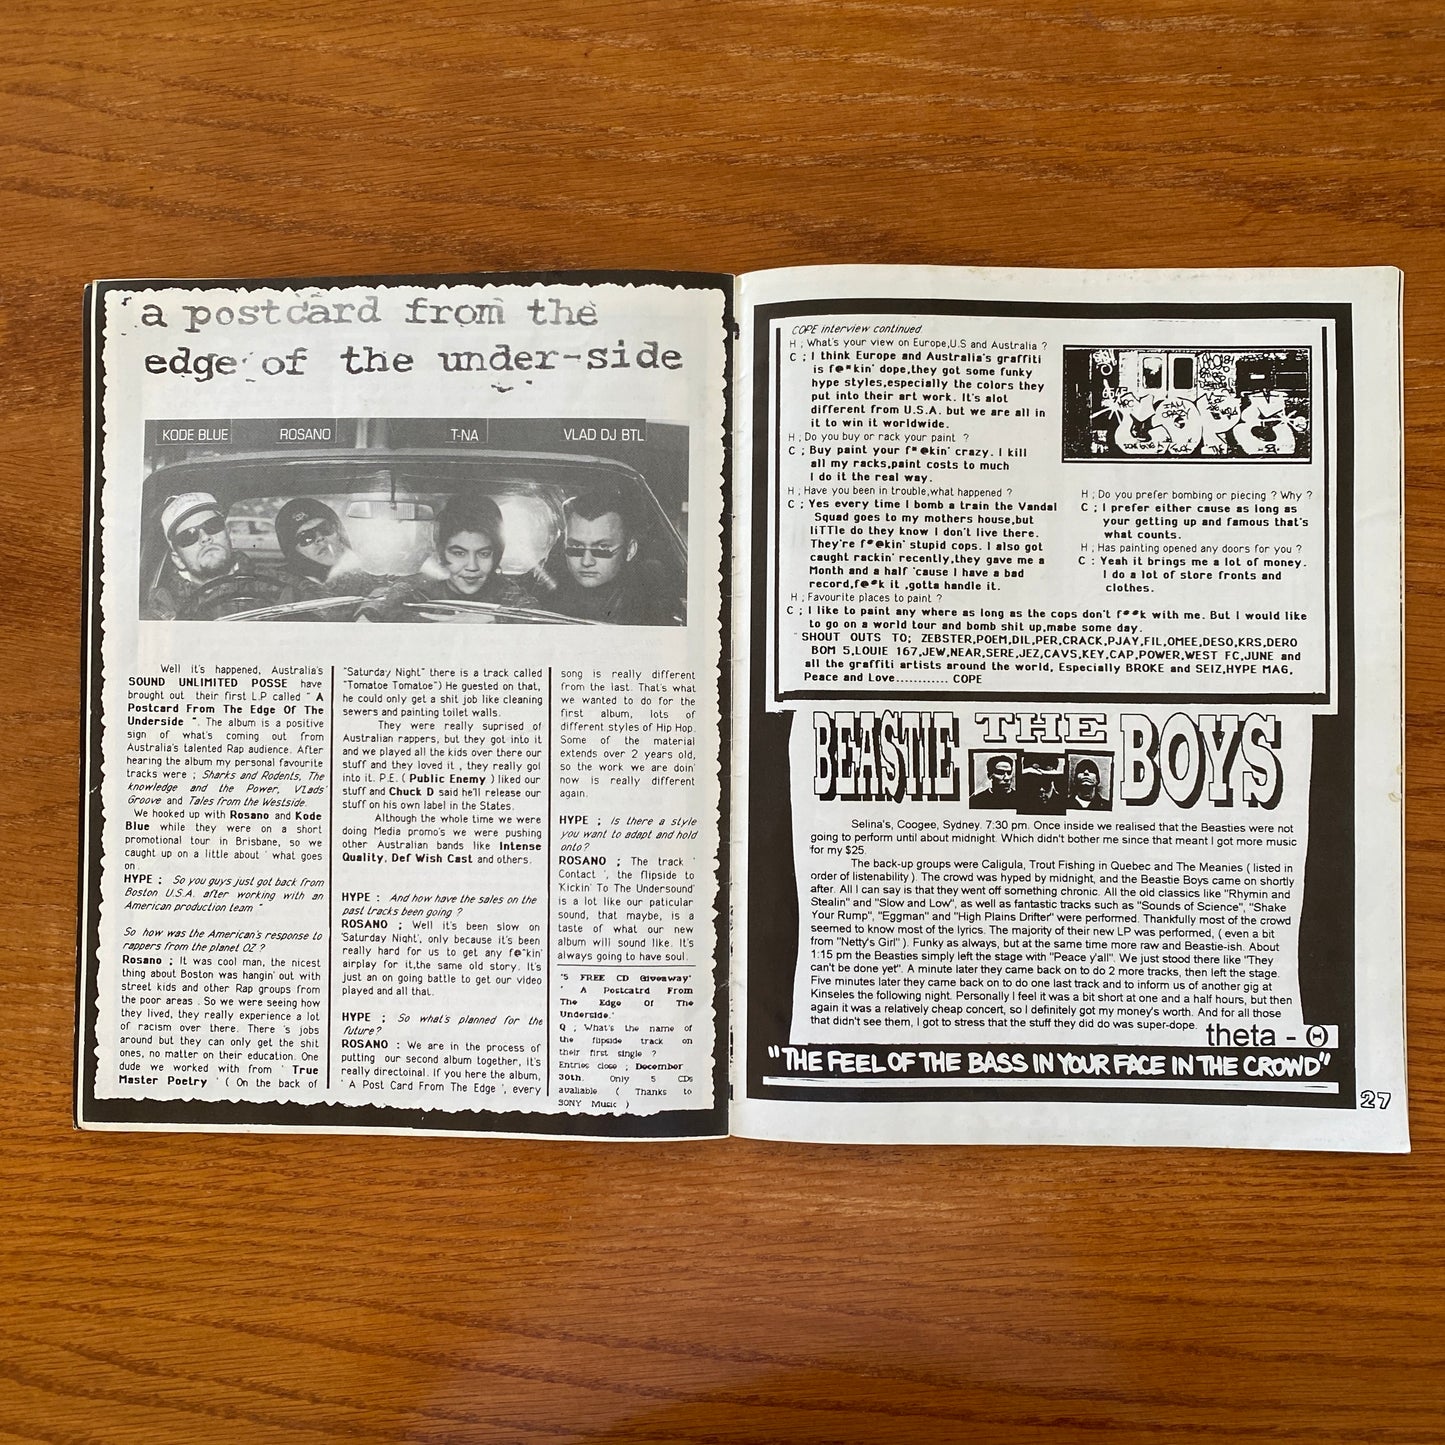 a postcard from the
edge of the under-side
KODE BLUE
ROSANO
T-NA
VLAD DJ BTL
Well it's happened, Australia's
SOUND UNLIMITED POSSE have
brought out their first L.P called " A
Postcard From The Edge Of The
Underside ". The album is a positive
sign of what's coming out from
Australia's talented Rap audience. After
hearing the album my personal favourite
tracks were ; Sharks and Rodents, The
knowledge and the Power, Vlads'
Groove and Tales from the Westside.
We hooked up with Rosano and Kode
Blue while they were on a short
promotional tour in Brisbane, so we
caught up on a little about ' what goes
on .
HYPE ; So you guys just got back from
Boston U.S.A. after working with an
American production team "
So how was the American's response to
rappers from the planet OZ ?
Rosano ; It was cool man, the nicest
thing about Boston was hangin' out with
street kids and other Rap groups from
the poor areas . So we were seeing how
they lived, they really experience a lot
of racism over there. There 's jobs
around but they can only get the shit
ones, no matter on their education. One
dude we worked with from ' True
Master Poetry ' ( On the back of
"Saturday Night" there is a track called
"Tomatoe Tomatoe") He guested on that,
he could only get a shit job like cleaning
sewers and painting toilet walls.
They were really suprised of
Australian rappers, but they got into it
and we played all the kids over there our
stuff and they loved it , they really got
into it. P.E. ( Public Enemy ) liked our
stuff and Chuck D said he'll release our
stuff on his own label in the States.
Although the whole time we were
doing Media promo's we were pushing
other Australian bands like Intense
Quality, Def Wish Cast and others.
HYPE ; And how have the sales on the
past tracks been going ?
ROSANO ; Well it's been slow on
'Saturday Night', only because it's been
really hard for us to get any f@*kin'
airplay for it,the same old story. It's
just an on going battle to get our video
played and all that.
HYPE ; So what's planned for the
future?
ROSANO : We are in the process of
putting our second album together, it's
really directoinal. If you here the album,
' A Post Card From The Edge ', every
song is really different
from the last. That's what
we wanted to do for the
first album, lots of
different styles of Hip Hop.
Some of the material
extends over 2 years old,
so the work we are doin'
now is really different
again.
HYPE ; Is there a style
you want to adapt and hold
onto?
ROSANO ; The track '
Contact ', the flipside to
'Kickin' To The Undersound'
is a lot like our paticular
sound, that maybe, is a
taste of what our new
album will sound like. It's
always going to have soul.
'5 FREE CD Giveaway'
' A Postcatrd From
The Edge Of The
Underside.'
Q ; What's the name of
the flipside track on
their first single ?
Entries close ; December
30th. Only 5 CDs
avaliable ( Thanks to
SONY Music )
COPE interview continued
H ; What's your view on Europe,U.S and Australia ?
C ; I think Europe and Australia's graffiti
is f@*kin' dope,they got some funky
hype styles,especially the colors they
put into their art work. It's alot
different from U.S.A. but we are all in
it to win it worldwide.
H ; Do you buy or rack your paint ?
C ; Buy paint your f*@kin' crazy. I kill
all my racks,paint costs to much
I do it the real way.
H ; Have you been in trouble,what happened ?
C ; Yes every time I bomb a train the Vandal
Squad goes to my mothers house,but
liTTle do they know I don't live there.
They're f*@kin' stupid cops. I also got
caught rackin' recently,they gave me a
Month and a half 'cause I have a bad
record,f@*k it ,gotta handle it.
H ; Do you prefer bombing or piecing ? Why ?
C ; I prefer either cause as long as
your getting up and famous that's
what counts.
H ; Has painting opened any doors for you ?
C : Yeah it brings me a lot of money.
I do a lot of store fronts and
clothes.
H ; Favourite places to paint ?
C ; I like to paint any where as long as the cops don't f**k with me. But I would like
to go on a world tour and bomb shit up,mabe some day.
SHOUT OUTS TO; ZEBSTER,POEM,DIL,PER,CRACK,PJAY,FIL,OMEE,DESO,KRS,DERO
BOM 5,LOUIE 167,JEW,NEAR,SERE,JEZ,CAVS,KEY,CAP,POWER,WEST FC,JUNE and
all the graffiti artists around the world, Especially BROKE and SEIZ,HYPE MAG,
Peace and Love............ COPE
BEASTIE THE BOYS
Selina's, Coogee, Sydney. 7:30 pm. Once inside we realised that the Beasties were not
going to perform until about midnight. Which didn't bother me since that meant I got more music
for my $25.
The back-up groups were Caligula, Trout Fishing in Quebec and The Meanies ( listed in
order of listenability ). The crowd was hyped by midnight, and the Beastie Boys came on shortly
after. All I can say is that they went off something chronic. All the old classics like "Rhymin and
Stealin" and "Slow and Low", as well as fantastic tracks such as "Sounds of Science", "Shake
Your Rump", "Eggman" and "High Plains Drifter" were performed. Thankfully most of the crowd
seemed to know most of the lyrics. The majority of their new LP was performed, ( even a bit
from "Netty's Girl" ). Funky as always, but at the same time more raw and Beastie-ish. About
1:15 pm the Beasties simply left the stage with "Peace y'all". We just stood there like "They
can't be done yet". A minute later they came back on to do 2 more tracks, then left the stage.
Five minutes later they came back on to do one last track and to inform us of another gig at
Kinseles the following night. Personally I feel it was a bit short at one and a half hours, but then
again it was a relatively cheap concert, so I definitely got my money's worth. And for all those
that didn't see them, I got to stress that the stuff they did do was super-dope.
theta - Θ
"THE FEEL OF THE BASS IN YOUR FACE IN THE CROWD"
27